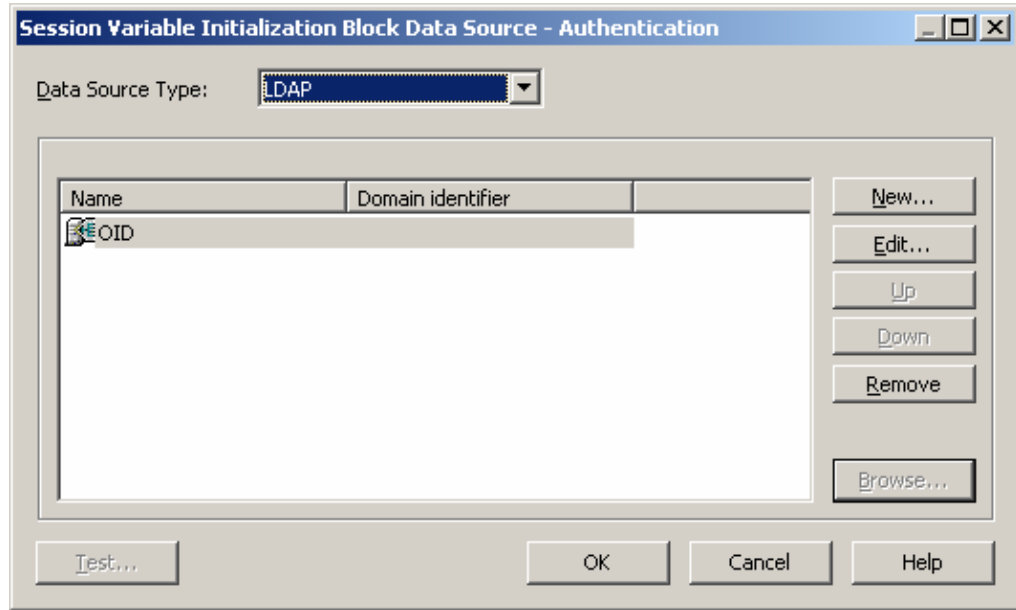 Session Variable Initialization Block Data Source - Authentication
Data Source Type: LDAP
Name Domain identifier
OID
New...
Edit...
Up
Down
Remove
Browse...
Test... OK Cancel Help